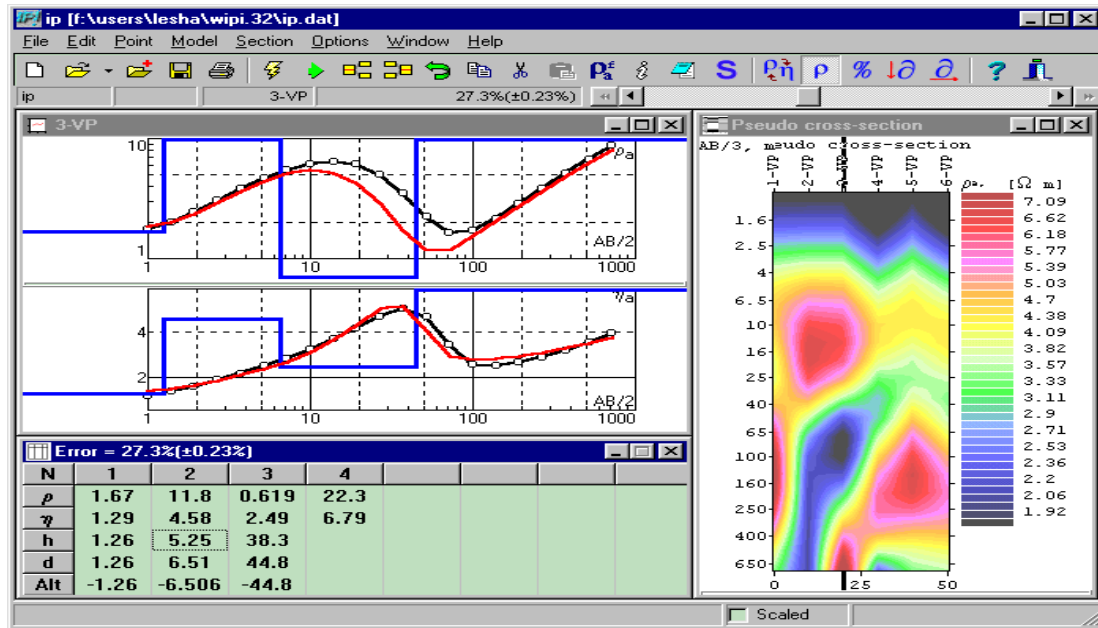 ip [f:\users\lesha\wipi.32\ip.dat]
File Edit Point Model Section Options Window Help
ip 3-VP 27.3%(±0.23%)
3-VP
10
ρa
1
AB/2
1 10 100 1000
ηa
4
2
AB/2
1 10 100 1000
Error = 27.3%(±0.23%)
N 1 2 3 4
ρ 1.67 11.8 0.619 22.3
η 1.29 4.58 2.49 6.79
h 1.26 5.25 38.3
d 1.26 6.51 44.8
Alt -1.26 -6.506 -44.8
Pseudo cross-section
AB/3, msudo cross-section
1-VP 2-VP 3-VP 4-VP 5-VP 6-VP
ρa, [Ω m]
1.6
2.5
4
6.5
10
16
25
40
65
100
160
250
400
650
0 25 50
7.09
6.62
6.18
5.77
5.39
5.03
4.7
4.38
4.09
3.82
3.57
3.33
3.11
2.9
2.71
2.53
2.36
2.2
2.06
1.92
Scaled